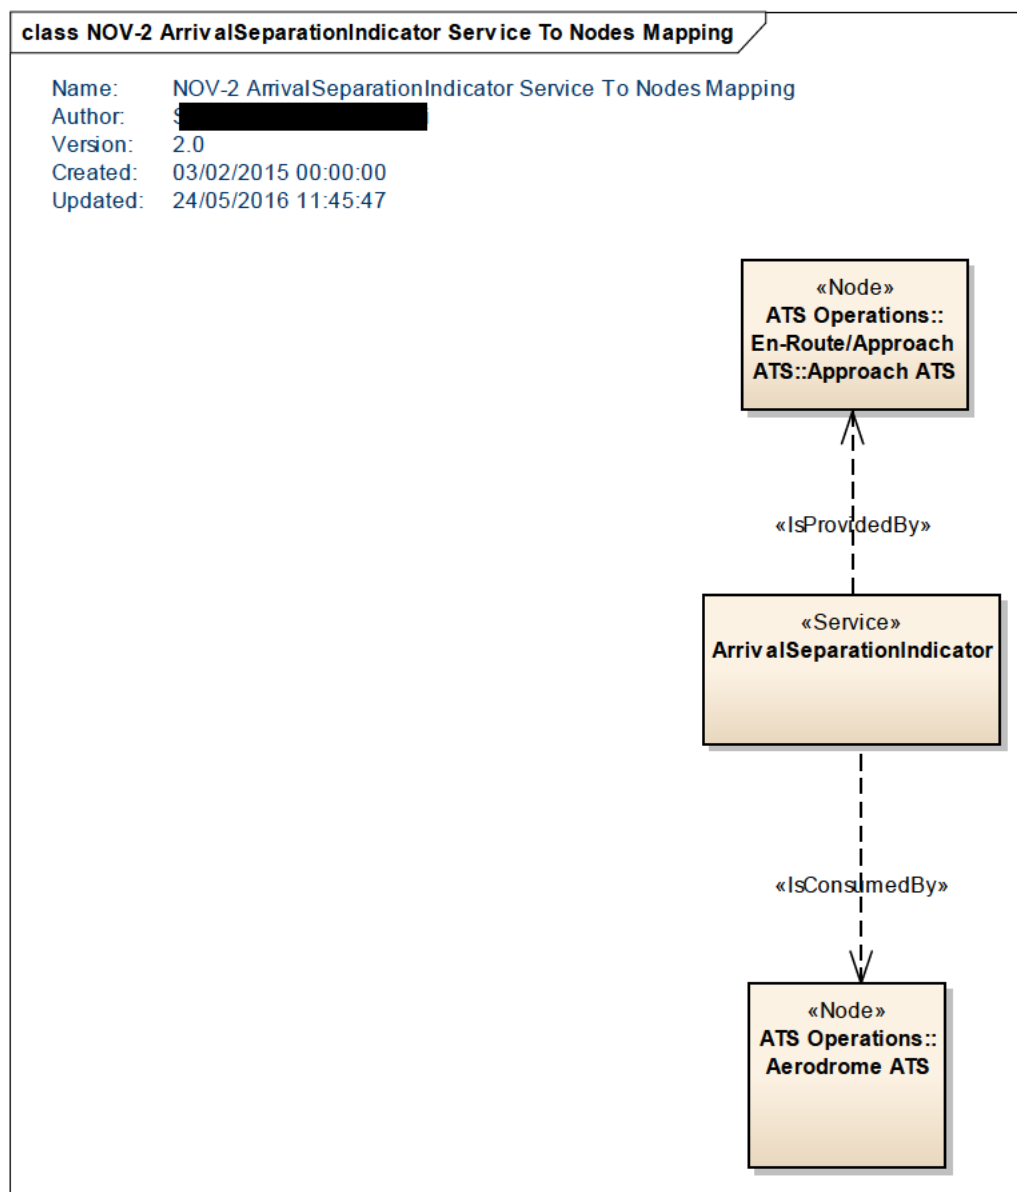 class NOV-2 ArrivalSeparationIndicator Service To Nodes Mapping
Name: NOV-2 ArrivalSeparationIndicator Service To Nodes Mapping
Author:
Version: 2.0
Created: 03/02/2015 00:00:00
Updated: 24/05/2016 11:45:47
«Node»
ATS Operations::
En-Route/Approach
ATS::Approach ATS
«IsProvidedBy»
«Service»
ArrivalSeparationIndicator
«IsConsumedBy»
«Node»
ATS Operations::
Aerodrome ATS